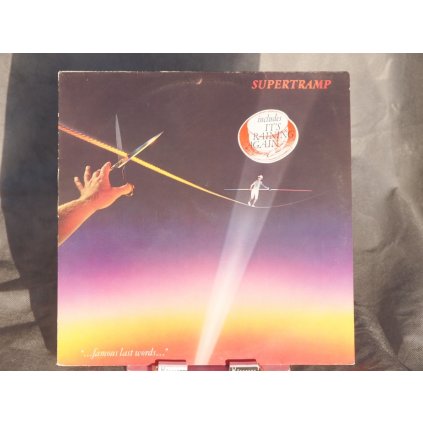 SUPERTRAMP
includes
IT'S
RAINING
AGAIN
"...famous last words..."